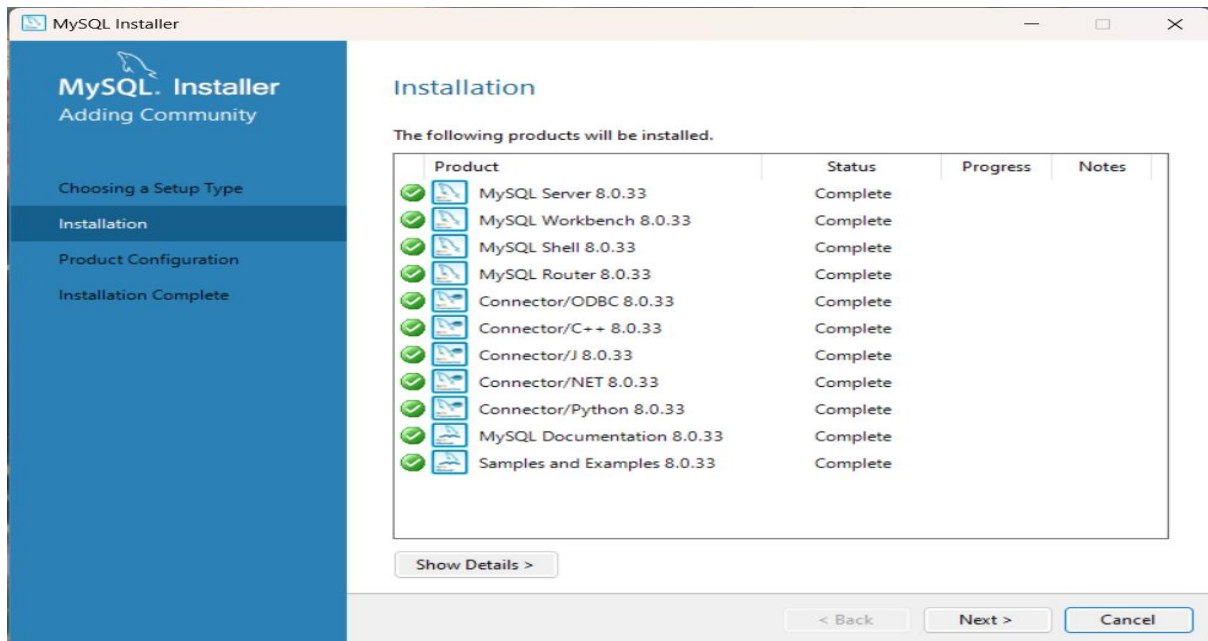 MySQL Installer
MySQL. Installer
Adding Community
Choosing a Setup Type
Installation
Product Configuration
Installation Complete
Installation
The following products will be installed.
Product Status Progress Notes
MySQL Server 8.0.33 Complete
MySQL Workbench 8.0.33 Complete
MySQL Shell 8.0.33 Complete
MySQL Router 8.0.33 Complete
Connector/ODBC 8.0.33 Complete
Connector/C++ 8.0.33 Complete
Connector/J 8.0.33 Complete
Connector/NET 8.0.33 Complete
Connector/Python 8.0.33 Complete
MySQL Documentation 8.0.33 Complete
Samples and Examples 8.0.33 Complete
Show Details >
< Back Next > Cancel